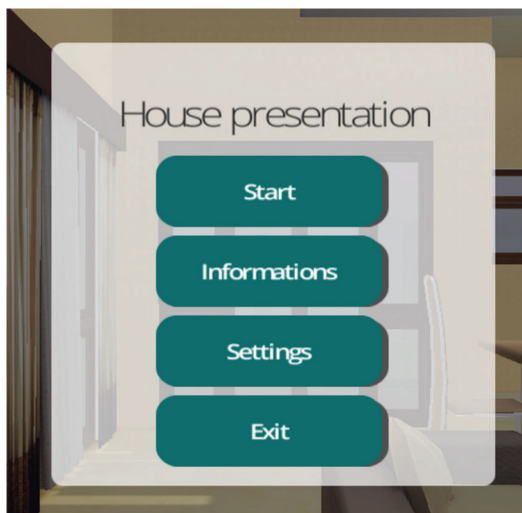 House presentation
Start
Informations
Settings
Exit